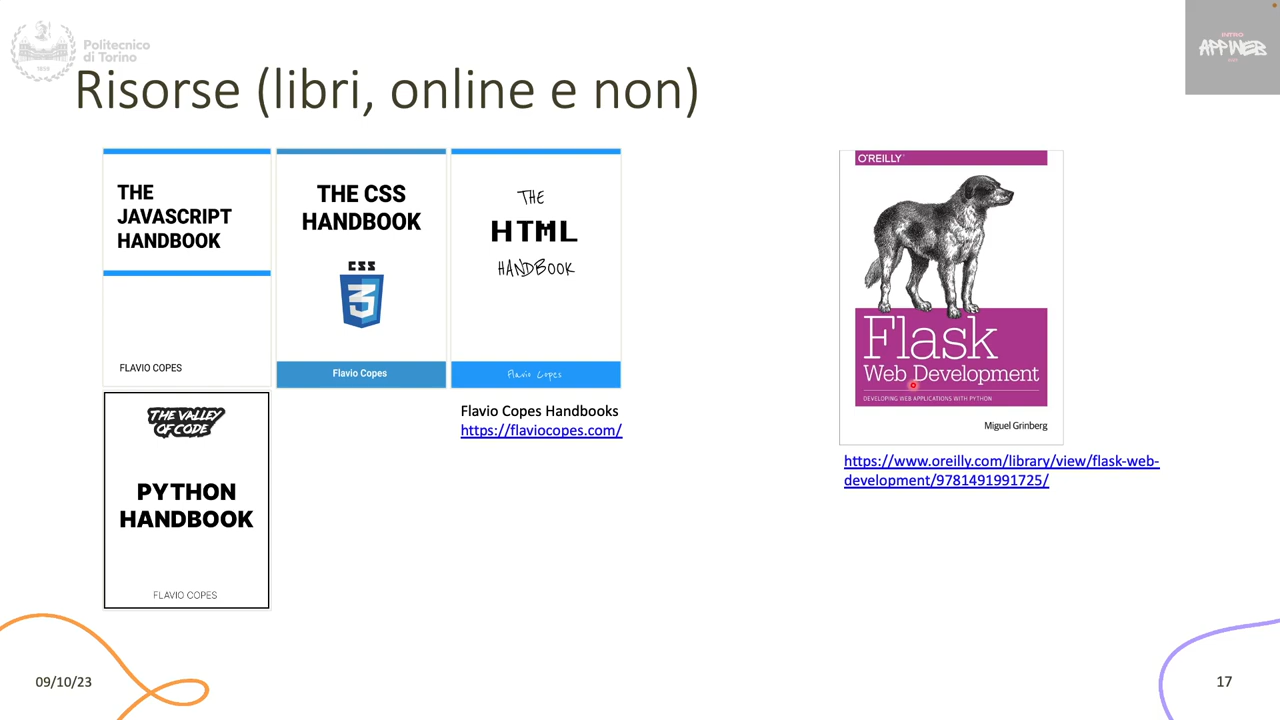 Politecnico
di Torino
1859
INTRO
APPWEB
Risorse (libri, online e non)
THE
JAVASCRIPT
HANDBOOK
FLAVIO COPES
THE CSS
HANDBOOK
CSS
3
Flavio Copes
THE
HTML
HANDBOOK
Flavio Copes
THE VALLEY
OF CODE
PYTHON
HANDBOOK
FLAVIO COPES
Flavio Copes Handbooks
https://flaviocopes.com/
O'REILLY®
Flask
Web Development
DEVELOPING WEB APPLICATIONS WITH PYTHON
Miguel Grinberg
https://www.oreilly.com/library/view/flask-web-
development/9781491991725/
09/10/23
17